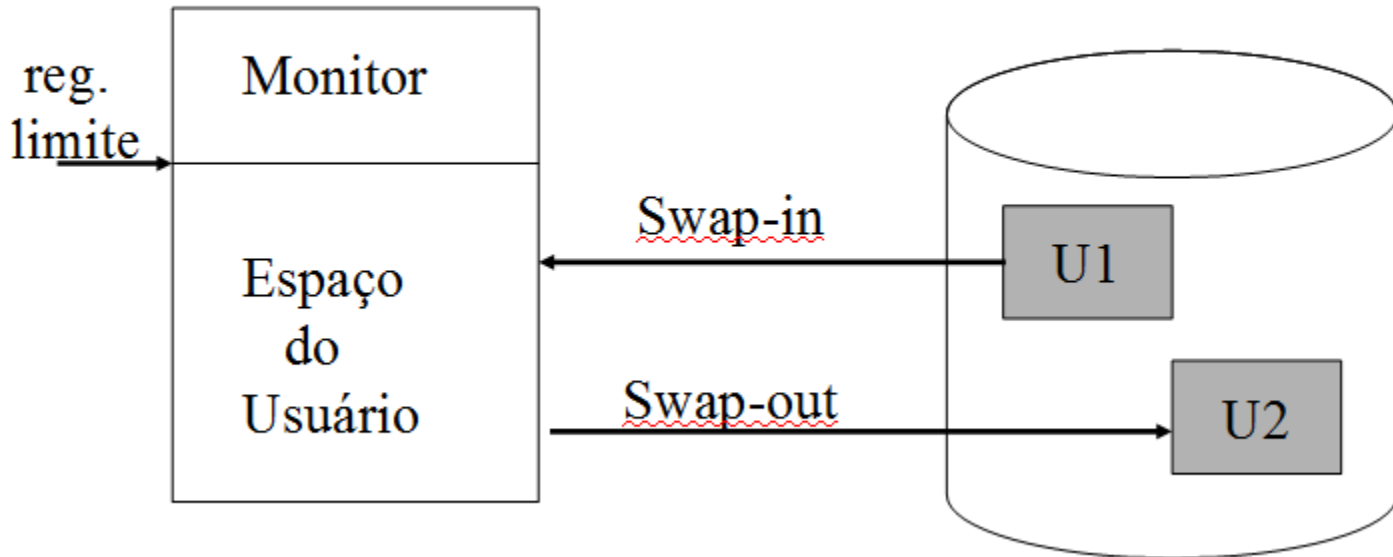 Monitor
reg.
limite
Swap-in
U1
Espaço
do
Usuário
Swap-out
U2